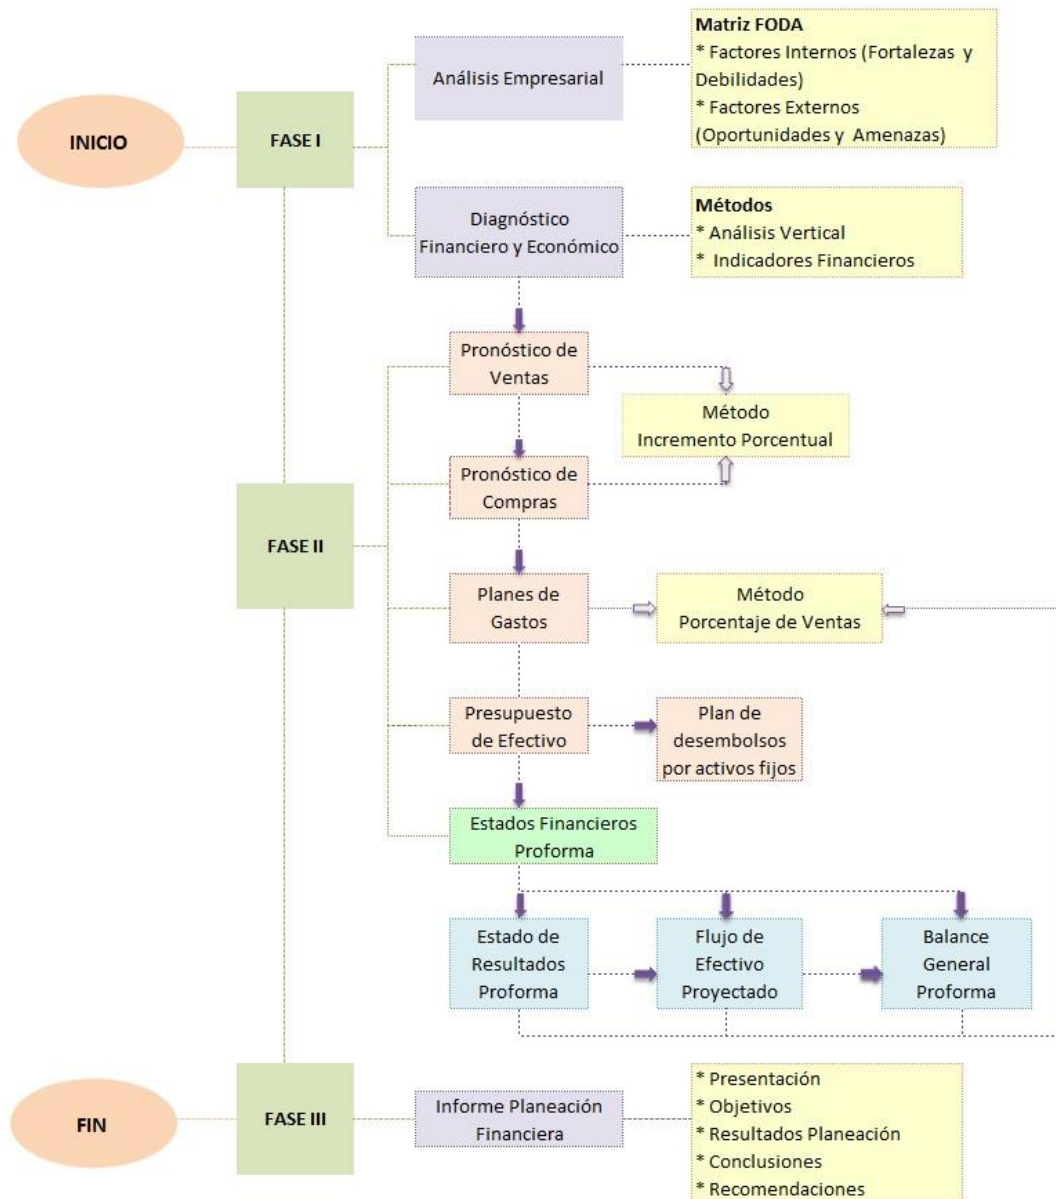 INICIO
FASE I
Análisis Empresarial
Matriz FODA
* Factores Internos (Fortalezas y
Debilidades)
* Factores Externos
(Oportunidades y Amenazas)
Diagnóstico
Financiero y Económico
Métodos
* Análisis Vertical
* Indicadores Financieros
FASE II
Pronóstico de
Ventas
Método
Incremento Porcentual
Pronóstico de
Compras
Planes de
Gastos
Método
Porcentaje de Ventas
Presupuesto
de Efectivo
Plan de
desembolsos
por activos fijos
Estados Financieros
Proforma
Estado de
Resultados
Proforma
Flujo de
Efectivo
Proyectado
Balance
General
Proforma
FIN
FASE III
Informe Planeación
Financiera
* Presentación
* Objetivos
* Resultados Planeación
* Conclusiones
* Recomendaciones